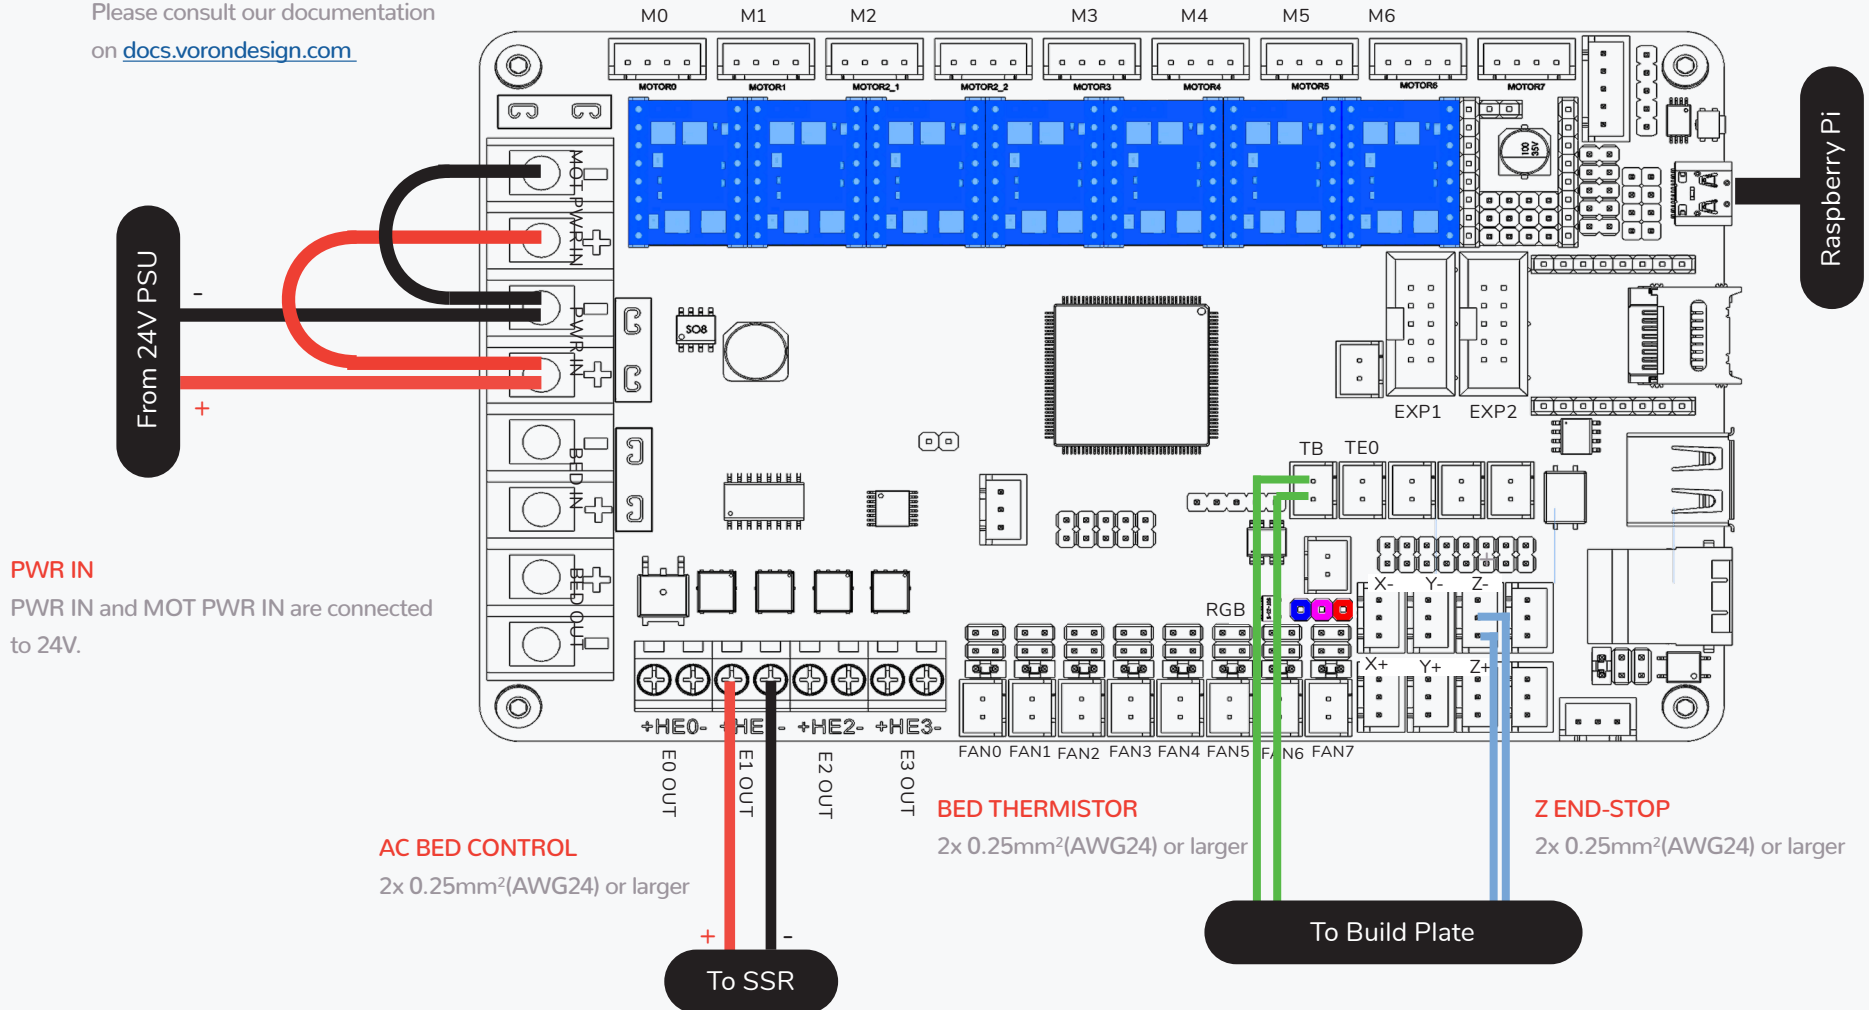 Please consult our documentation
on docs.vorondesign.com
M0 M1 M2 M3 M4 M5 M6
MOTOR0 MOTOR1 MOTOR2_1 MOTOR2_2 MOTOR3 MOTOR4 MOTOR5 MOTOR6 MOTOR7
100
35V
Raspberry Pi
From 24V PSU
-
+
MOT PWR IN
PWR IN
BED IN
BED OUT
SO8
EXP1 EXP2
TB TE0
PWR IN
PWR IN and MOT PWR IN are connected
to 24V.
RGB
X- Y- Z-
X+ Y+ Z+
+HE0- +HE - +HE2- +HE3-
E0 OUT
E1 OUT
E2 OUT
E3 OUT
FAN0 FAN1 FAN2 FAN3 FAN4 FAN5 FAN6 FAN7
AC BED CONTROL
2x 0.25mm²(AWG24) or larger
BED THERMISTOR
2x 0.25mm²(AWG24) or larger
Z END-STOP
2x 0.25mm²(AWG24) or larger
+ -
To SSR
To Build Plate